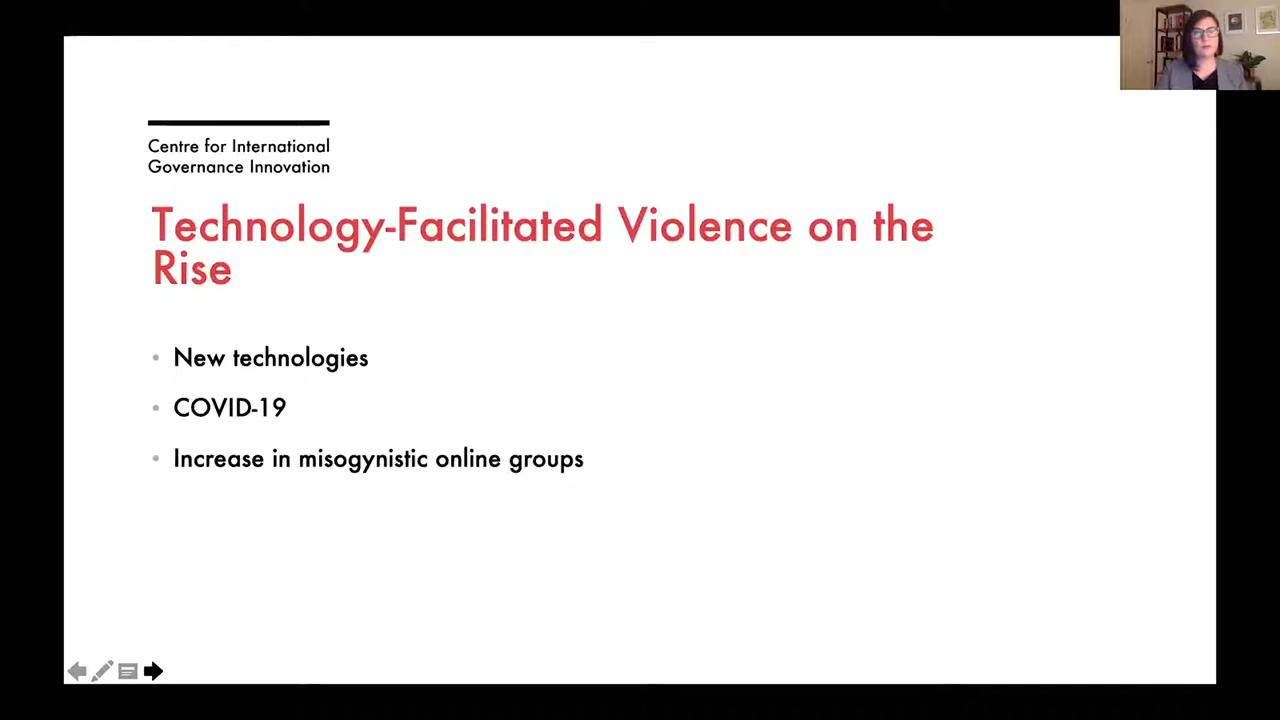 Centre for International
Governance Innovation
Technology-Facilitated Violence on the
Rise
• New technologies
• COVID-19
• Increase in misogynistic online groups